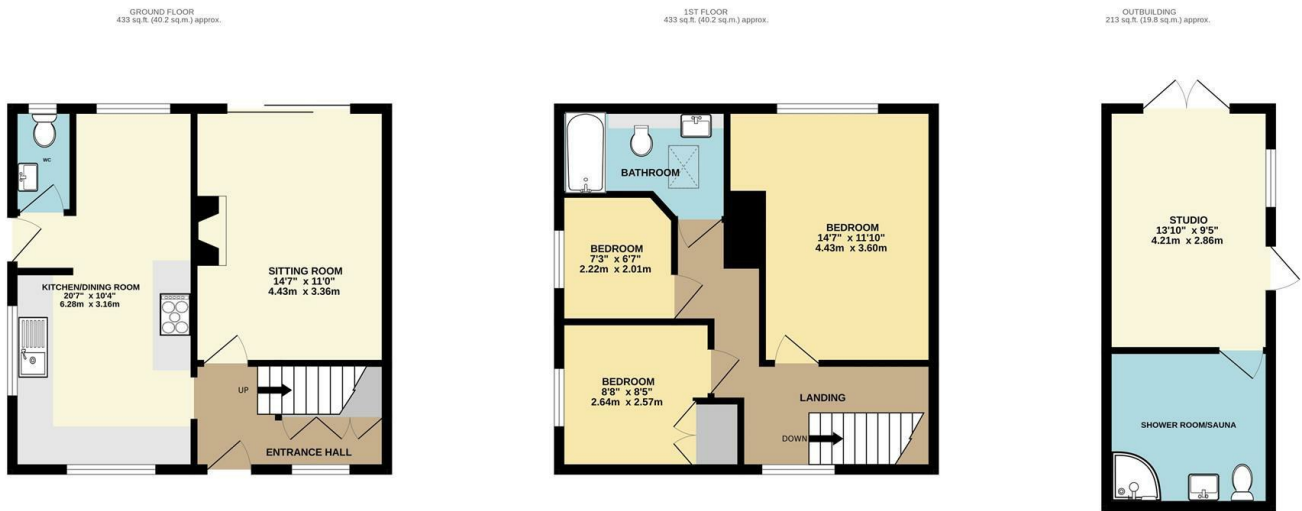 GROUND FLOOR
433 sq.ft. (40.2 sq.m.) approx.
1ST FLOOR
433 sq.ft. (40.2 sq.m.) approx.
OUTBUILDING
213 sq.ft. (19.8 sq.m.) approx.
WC
KITCHEN/DINING ROOM
20'7" x 10'4"
6.28m x 3.16m
SITTING ROOM
14'7" x 11'0"
4.43m x 3.36m
UP
ENTRANCE HALL
BATHROOM
BEDROOM
7'3" x 6'7"
2.22m x 2.01m
BEDROOM
14'7" x 11'10"
4.43m x 3.60m
BEDROOM
8'8" x 8'5"
2.64m x 2.57m
LANDING
DOWN
STUDIO
13'10" x 9'5"
4.21m x 2.86m
SHOWER ROOM/SAUNA